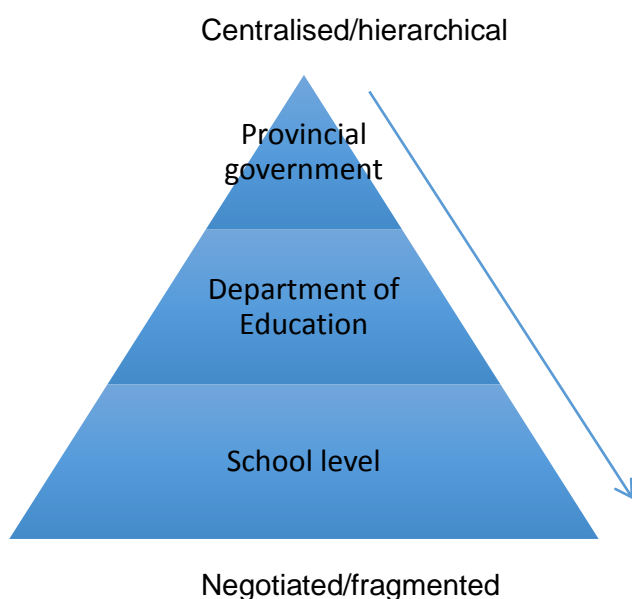 Centralised/hierarchical
Provincial
government
Department of
Education
School level
Negotiated/fragmented